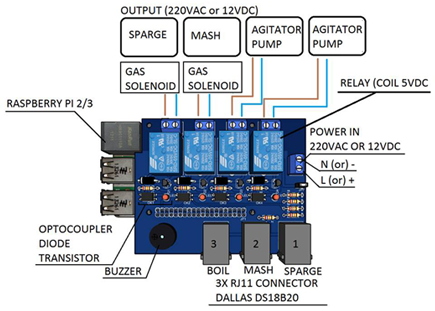 OUTPUT (220VAC or 12VDC)
SPARGE
MASH
AGITATOR
PUMP
AGITATOR
PUMP
GAS
SOLENOID
GAS
SOLENOID
RELAY (COIL 5VDC
RASPBERRY PI 2/3
POWER IN
220VAC OR 12VDC
N (or) -
L (or) +
OPTOCOUPLER
DIODE
TRANSISTOR
BUZZER
3
2
1
BOIL
MASH
SPARGE
3X RJ11 CONNECTOR
DALLAS DS18B20